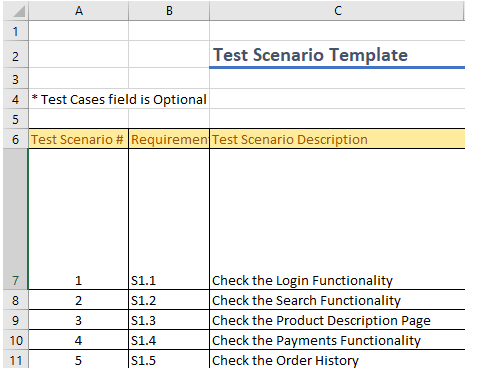 A B C
1
2 Test Scenario Template
3
4 * Test Cases field is Optional
5
6 Test Scenario # Requiremen Test Scenario Description
7 1 S1.1 Check the Login Functionality
8 2 S1.2 Check the Search Functionality
9 3 S1.3 Check the Product Description Page
10 4 S1.4 Check the Payments Functionality
11 5 S1.5 Check the Order History